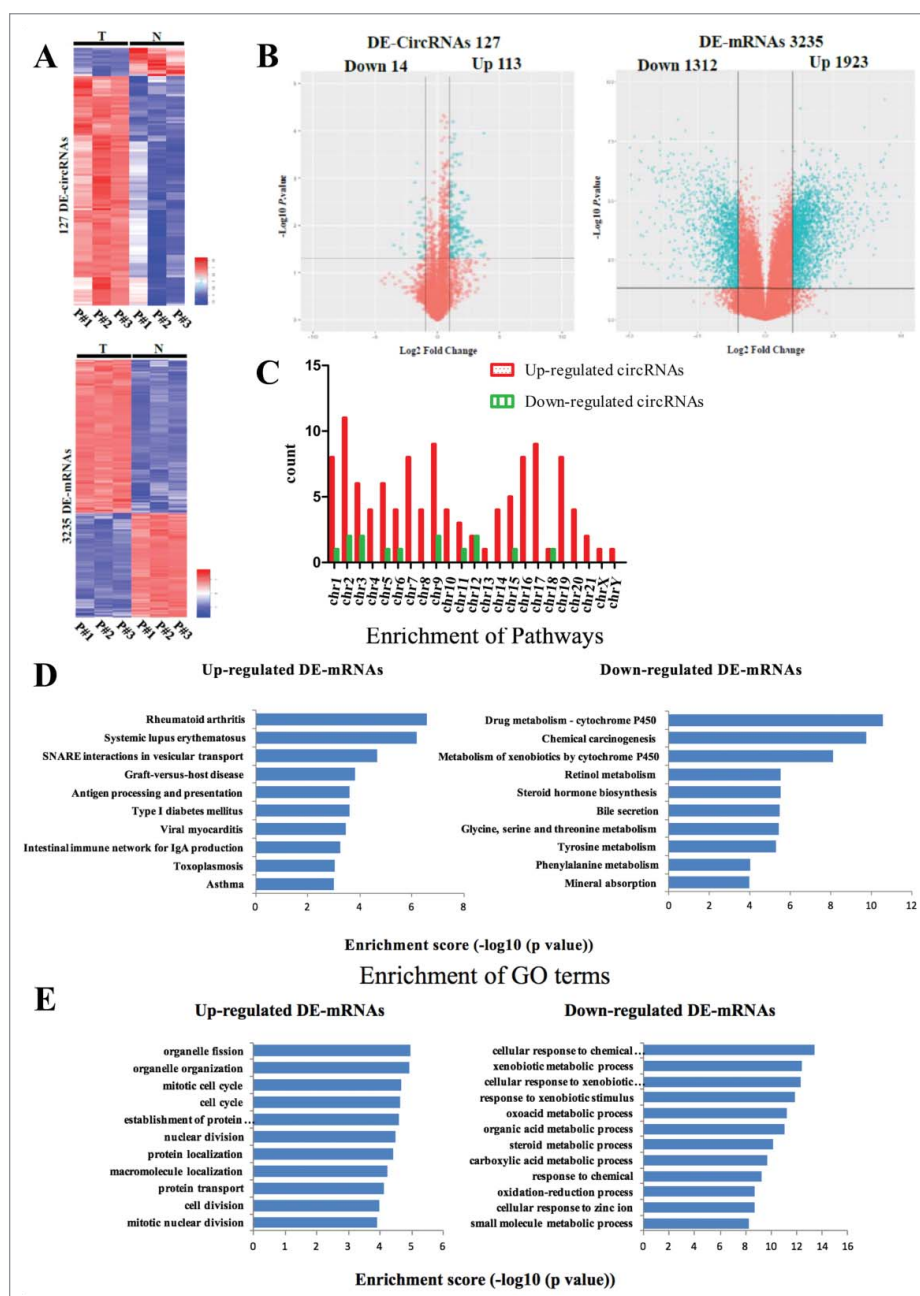 A
T N
127 DE-circRNAs
P#1 P#2 P#3 P#1 P#2 P#3
T N
3235 DE-mRNAs
P#1 P#2 P#3 P#1 P#2 P#3
B
DE-CircRNAs 127
Down 14 Up 113
-Log10 P.value
Log2 Fold Change
DE-mRNAs 3235
Down 1312 Up 1923
-Log10 P.value
Log2 Fold Change
C
15
10
5
0
count
Up-regulated circRNAs
Down-regulated circRNAs
chr1 chr2 chr3 chr4 chr5 chr6 chr7 chr8 chr9 chr10 chr11 chr12 chr13 chr14 chr15 chr16 chr17 chr18 chr19 chr20 chr21 chrX chrY
Enrichment of Pathways
D
Up-regulated DE-mRNAs
Rheumatoid arthritis
Systemic lupus erythematosus
SNARE interactions in vesicular transport
Graft-versus-host disease
Antigen processing and presentation
Type I diabetes mellitus
Viral myocarditis
Intestinal immune network for IgA production
Toxoplasmosis
Asthma
0 2 4 6 8
Down-regulated DE-mRNAs
Drug metabolism - cytochrome P450
Chemical carcinogenesis
Metabolism of xenobiotics by cytochrome P450
Retinol metabolism
Steroid hormone biosynthesis
Bile secretion
Glycine, serine and threonine metabolism
Tyrosine metabolism
Phenylalanine metabolism
Mineral absorption
0 2 4 6 8 10 12
Enrichment score (-log10 (p value))
Enrichment of GO terms
E
Up-regulated DE-mRNAs
organelle fission
organelle organization
mitotic cell cycle
cell cycle
establishment of protein ...
nuclear division
protein localization
macromolecule localization
protein transport
cell division
mitotic nuclear division
0 1 2 3 4 5 6
Down-regulated DE-mRNAs
cellular response to chemical ...
xenobiotic metabolic process
cellular response to xenobiotic ...
response to xenobiotic stimulus
oxoacid metabolic process
organic acid metabolic process
steroid metabolic process
carboxylic acid metabolic process
response to chemical
oxidation-reduction process
cellular response to zinc ion
small molecule metabolic process
0 2 4 6 8 10 12 14 16
Enrichment score (-log10 (p value))